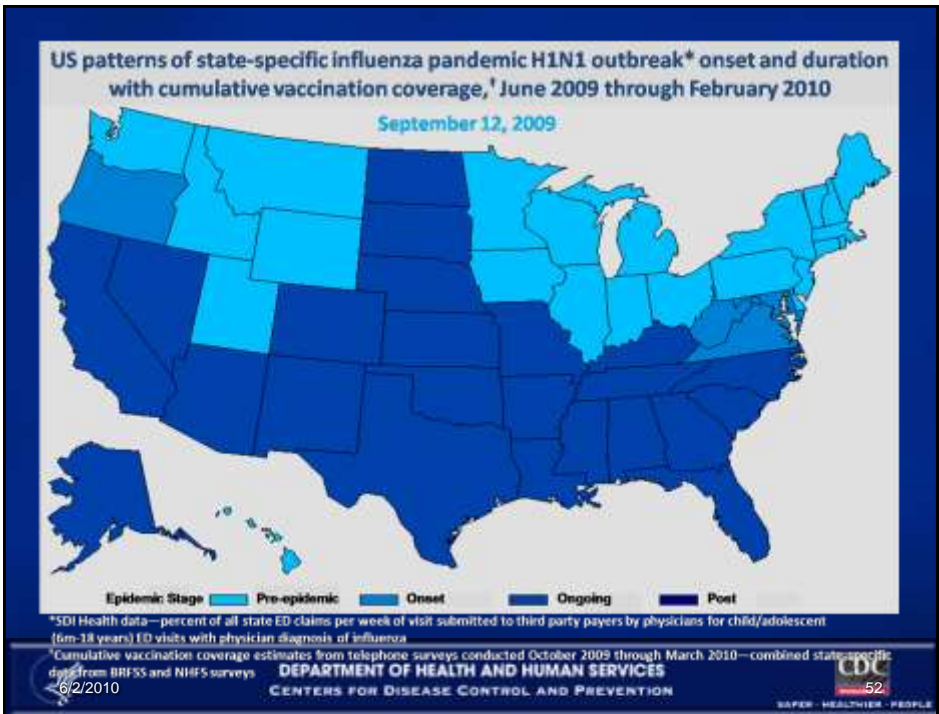 US patterns of state-specific influenza pandemic H1N1 outbreak* onset and duration
with cumulative vaccination coverage,† June 2009 through February 2010
September 12, 2009
Epidemic Stage Pre-epidemic Onset Ongoing Post
*SDI Health data—percent of all state ED claims per week of visit submitted to third party payers by physicians for child/adolescent
(6m-18 years) ED visits with physician diagnosis of influenza
†Cumulative vaccination coverage estimates from telephone surveys conducted October 2009 through March 2010—combined state-specific
data from BRFSS and NHFS surveys
DEPARTMENT OF HEALTH AND HUMAN SERVICES
CENTERS FOR DISEASE CONTROL AND PREVENTION
6/2/2010
CDC
52
SAFER · HEALTHIER · PEOPLE